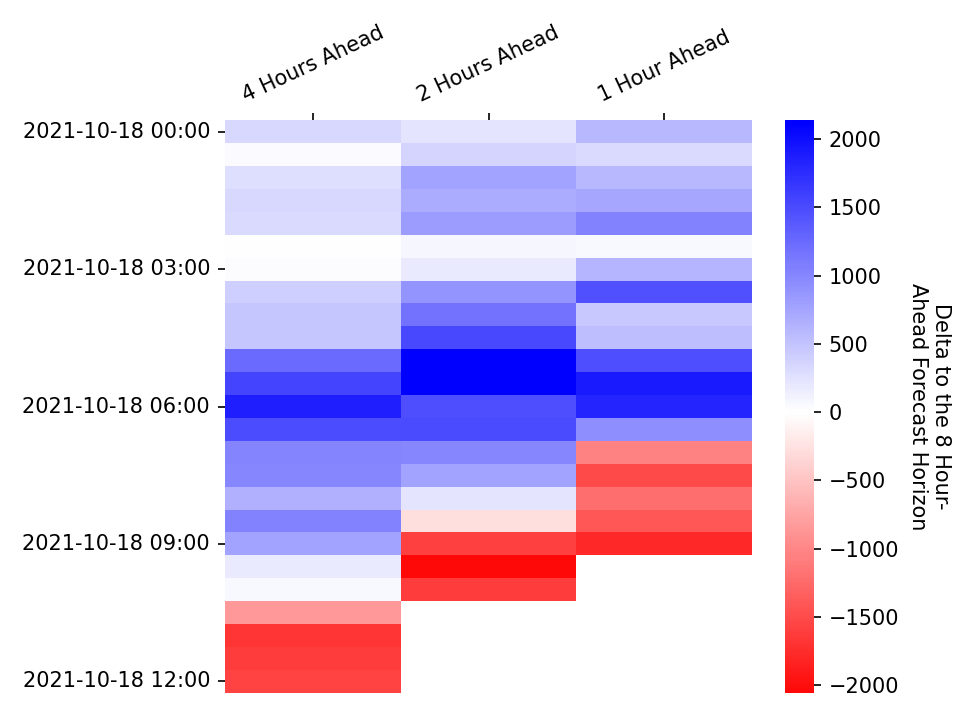 4 Hours Ahead
2 Hours Ahead
1 Hour Ahead
2021-10-18 00:00
2021-10-18 03:00
2021-10-18 06:00
2021-10-18 09:00
2021-10-18 12:00
2000
1500
1000
500
0
−500
−1000
−1500
−2000
Delta to the 8 Hour-
Ahead Forecast Horizon